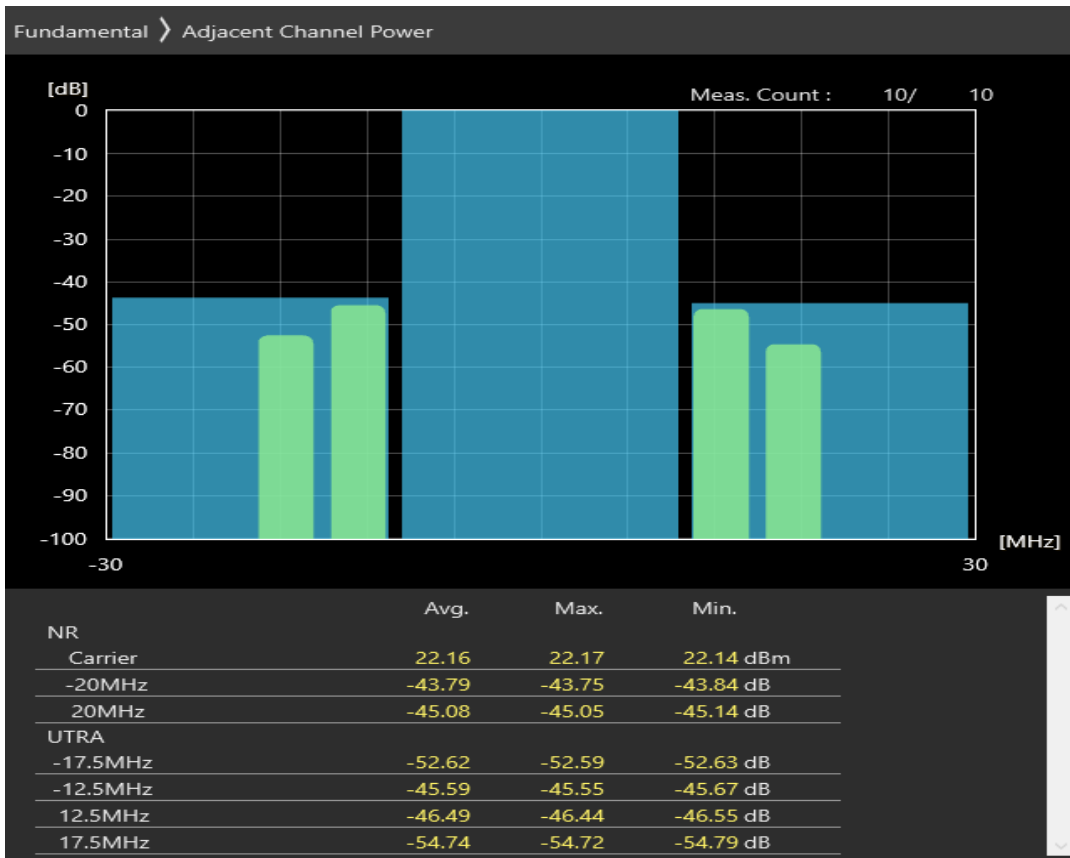 Fundamental 〉 Adjacent Channel Power
[dB]
Meas. Count : 10/ 10
0
-10
-20
-30
-40
-50
-60
-70
-80
-90
-100
[MHz]
-30 30
Avg. Max. Min.
NR
Carrier 22.16 22.17 22.14 dBm
-20MHz -43.79 -43.75 -43.84 dB
20MHz -45.08 -45.05 -45.14 dB
UTRA
-17.5MHz -52.62 -52.59 -52.63 dB
-12.5MHz -45.59 -45.55 -45.67 dB
12.5MHz -46.49 -46.44 -46.55 dB
17.5MHz -54.74 -54.72 -54.79 dB